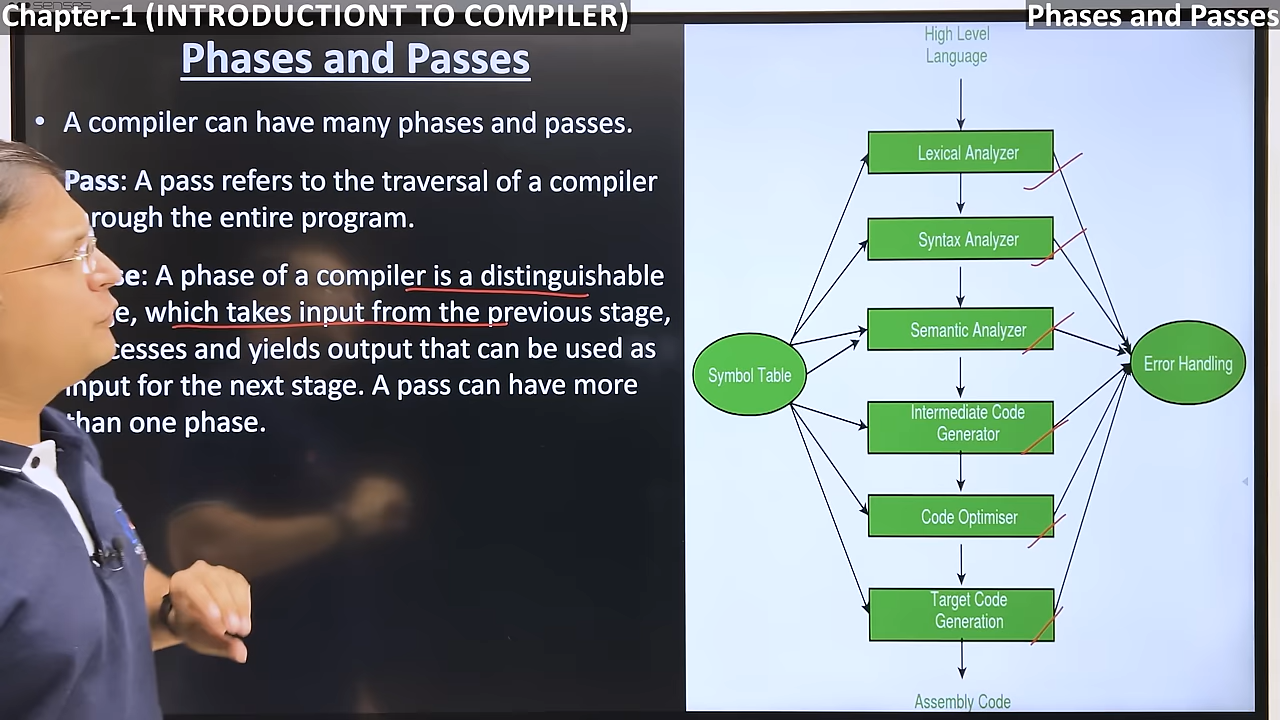 Chapter-1 (INTRODUCTIONT TO COMPILER)
Phases and Passes
Phases and Passes
• A compiler can have many phases and passes.
Pass: A pass refers to the traversal of a compiler
rough the entire program.
se: A phase of a compiler is a distinguishable
e, which takes input from the previous stage,
cesses and yields output that can be used as
input for the next stage. A pass can have more
than one phase.
High Level
Language
Lexical Analyzer
Syntax Analyzer
Semantic Analyzer
Symbol Table
Error Handling
Intermediate Code
Generator
Code Optimiser
Target Code
Generation
Assembly Code